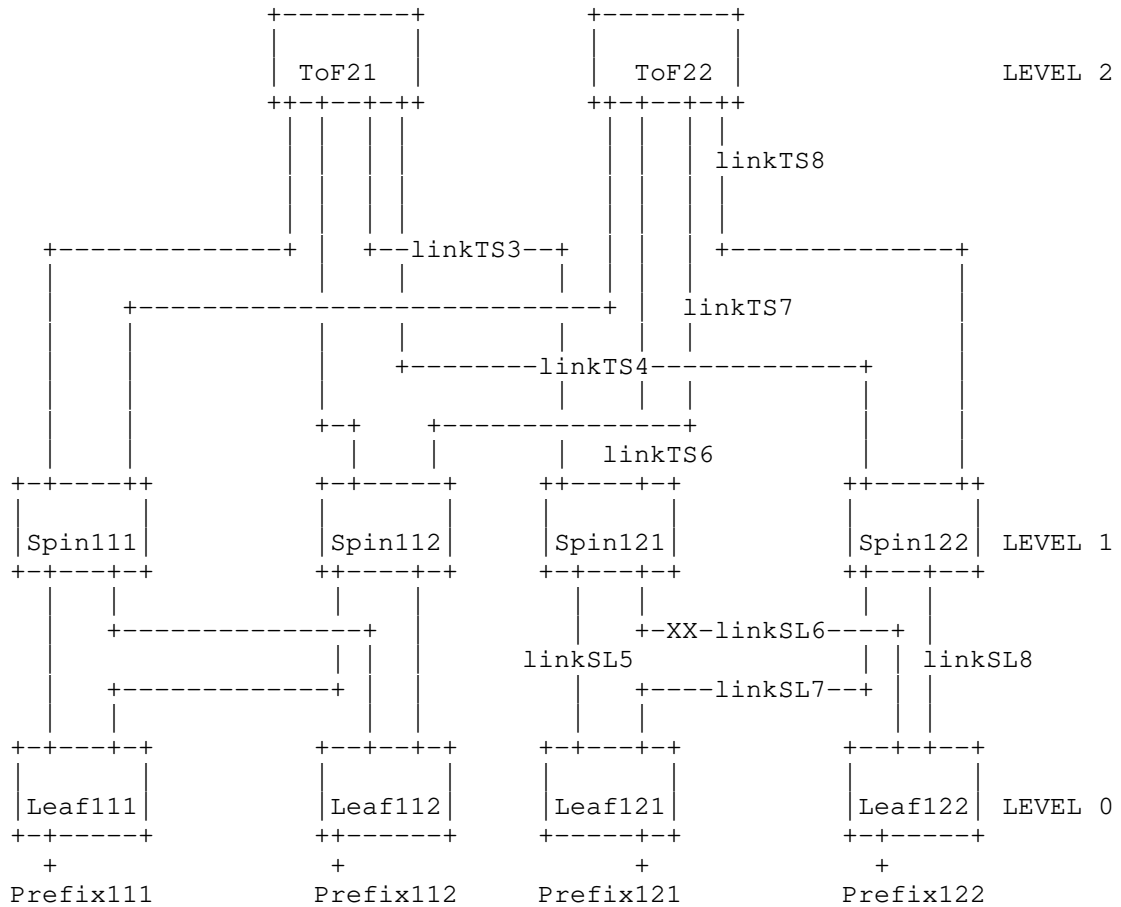 ToF21 ToF22 LEVEL 2
linkTS8
linkTS3
linkTS7
linkTS4
linkTS6
Spin111 Spin112 Spin121 Spin122 LEVEL 1
XX linkSL6
linkSL5 linkSL8
linkSL7
Leaf111 Leaf112 Leaf121 Leaf122 LEVEL 0
Prefix111 Prefix112 Prefix121 Prefix122